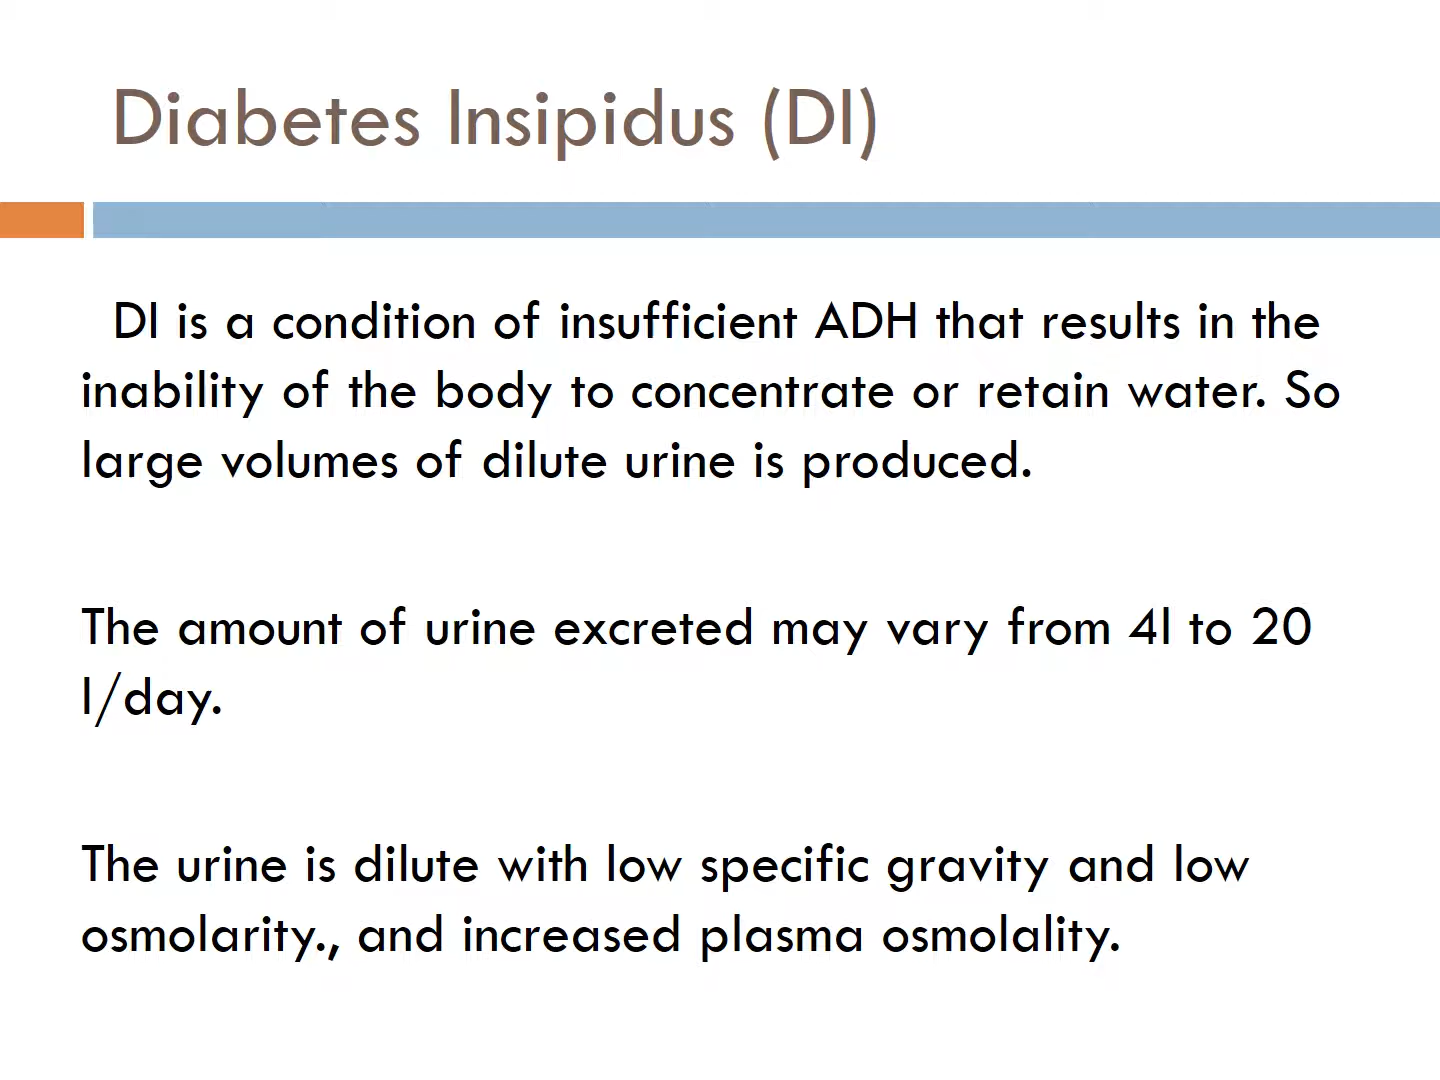 Diabetes Insipidus (DI)
DI is a condition of insufficient ADH that results in the
inability of the body to concentrate or retain water. So
large volumes of dilute urine is produced.
The amount of urine excreted may vary from 4l to 20
l/day.
The urine is dilute with low specific gravity and low
osmolarity., and increased plasma osmolality.